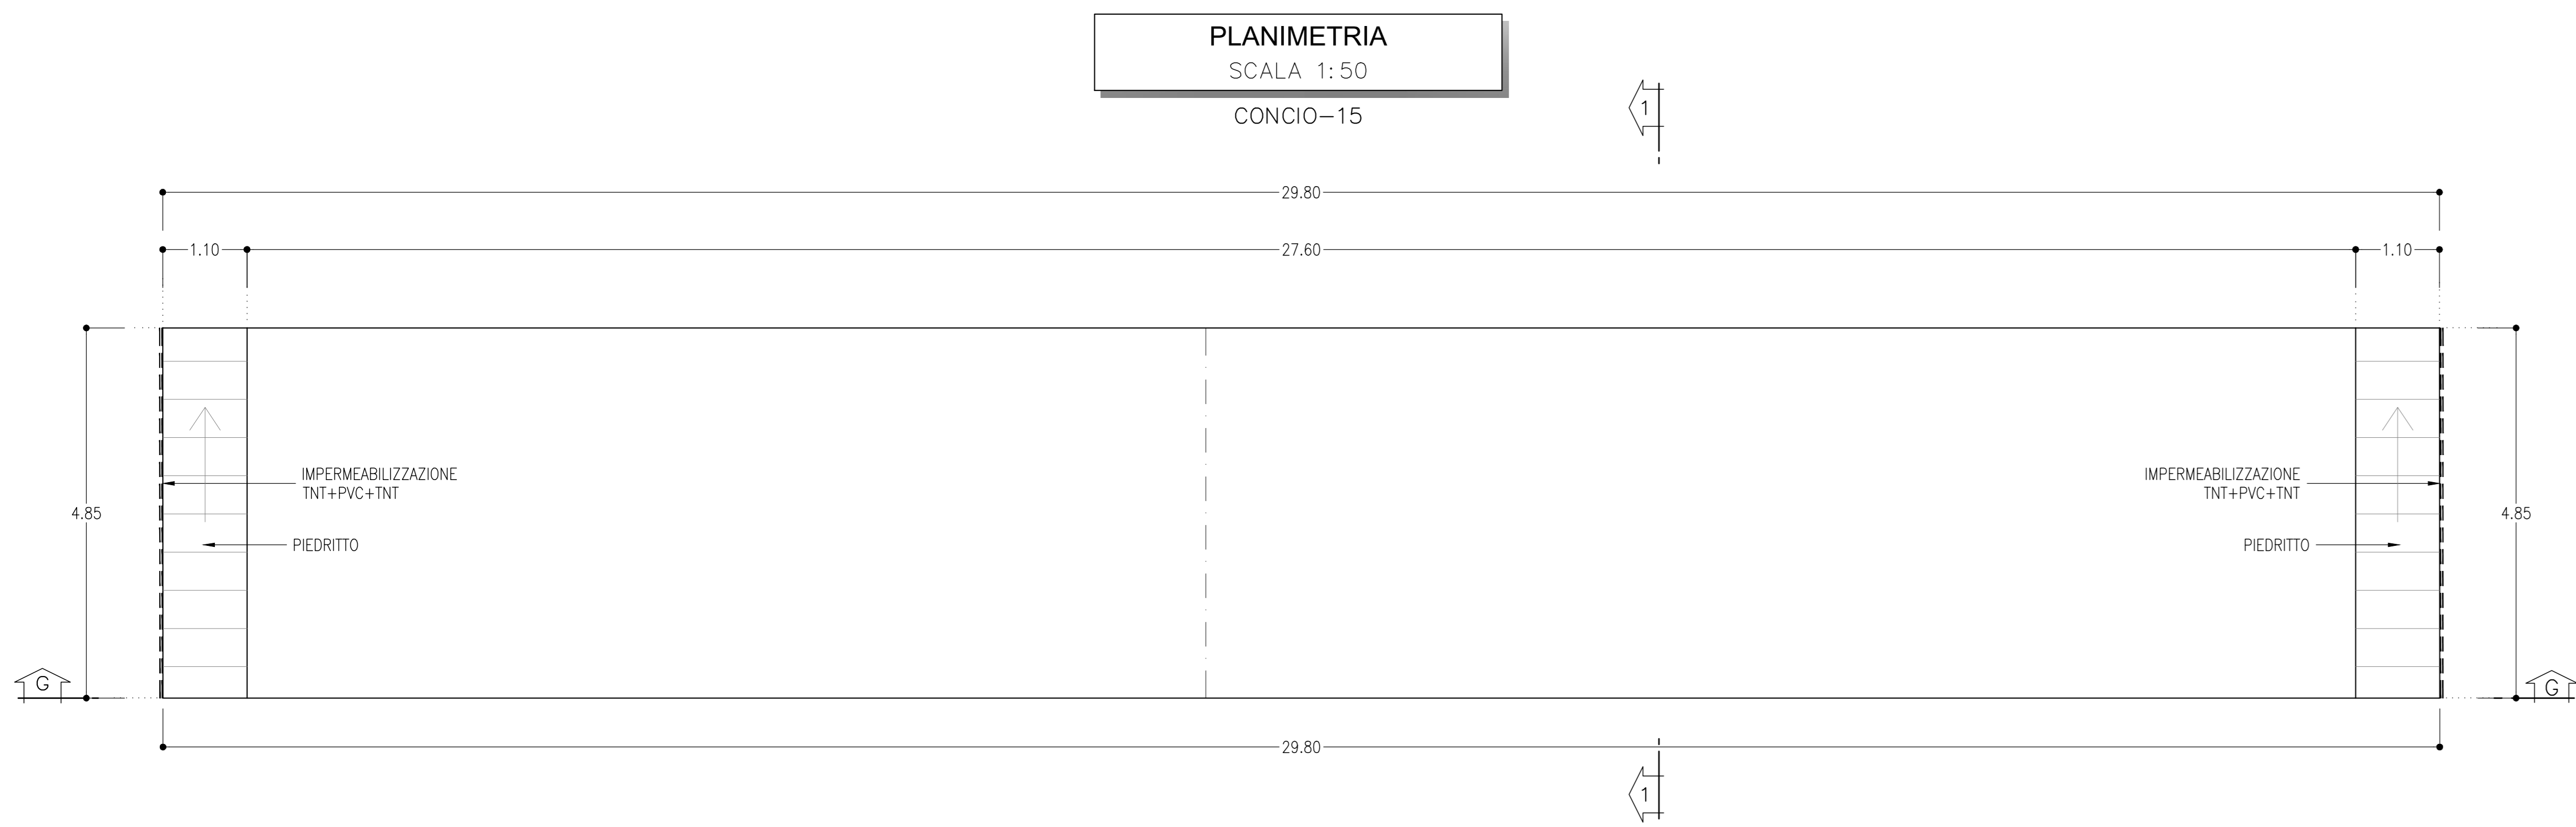 PLANIMETRIA
SCALA 1:50
CONCIO-15
1
29.80
1.10
27.60
1.10
IMPERMEABILIZZAZIONE
TNT+PVC+TNT
IMPERMEABILIZZAZIONE
TNT+PVC+TNT
4.85
4.85
PIEDRITTO
PIEDRITTO
G
G
29.80
1